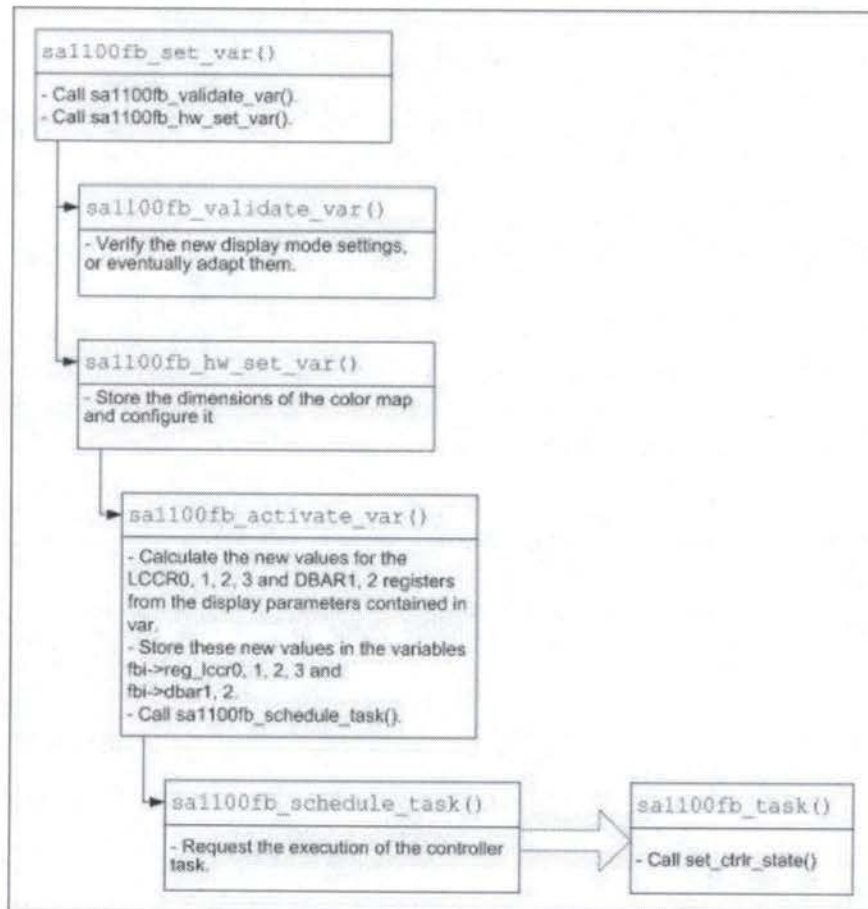 sa1100fb_set_var()
- Call sa1100fb_validate_var().
- Call sa1100fb_hw_set_var().
sa1100fb_validate_var()
- Verify the new display mode settings,
or eventually adapt them.
sa1100fb_hw_set_var()
- Store the dimensions of the color map
and configure it
sa1100fb_activate_var()
- Calculate the new values for the
LCCR0, 1, 2, 3 and DBAR1, 2 registers
from the display parameters contained in
var.
- Store these new values in the variables
fbi->reg_lccr0, 1, 2, 3 and
fbi->dbar1, 2.
- Call sa1100fb_schedule_task().
sa1100fb_schedule_task()
- Request the execution of the controller
task.
sa1100fb_task()
- Call set_ctrlr_state()